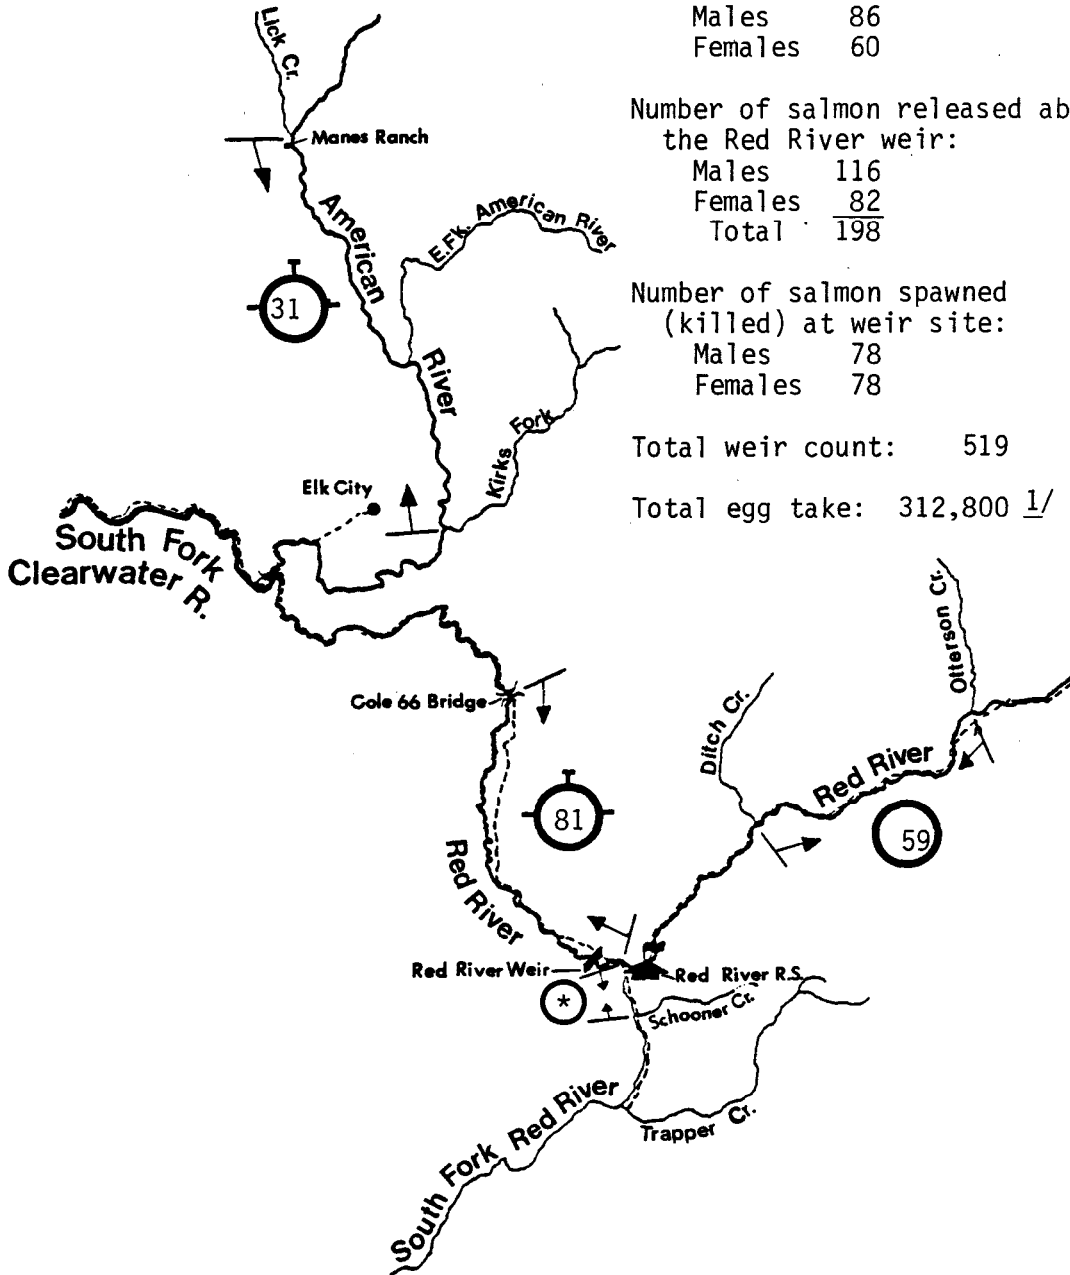 Males 86
Females 60
Number of salmon released ab
the Red River weir:
Males 116
Females 82
Total 198
Number of salmon spawned
(killed) at weir site:
Males 78
Females 78
Total weir count: 519
Total egg take: 312,800 1/
Lick Cr.
Manes Ranch
American
River
E.Fk. American River
31
Kirks Fork
Elk City
South Fork
Clearwater R.
Cole 66 Bridge
Otterson Cr.
Ditch Cr.
Red River
81
59
Red River
Red River Weir
Red River R.S.
*
Schooner Cr.
South Fork Red River
Trapper Cr.